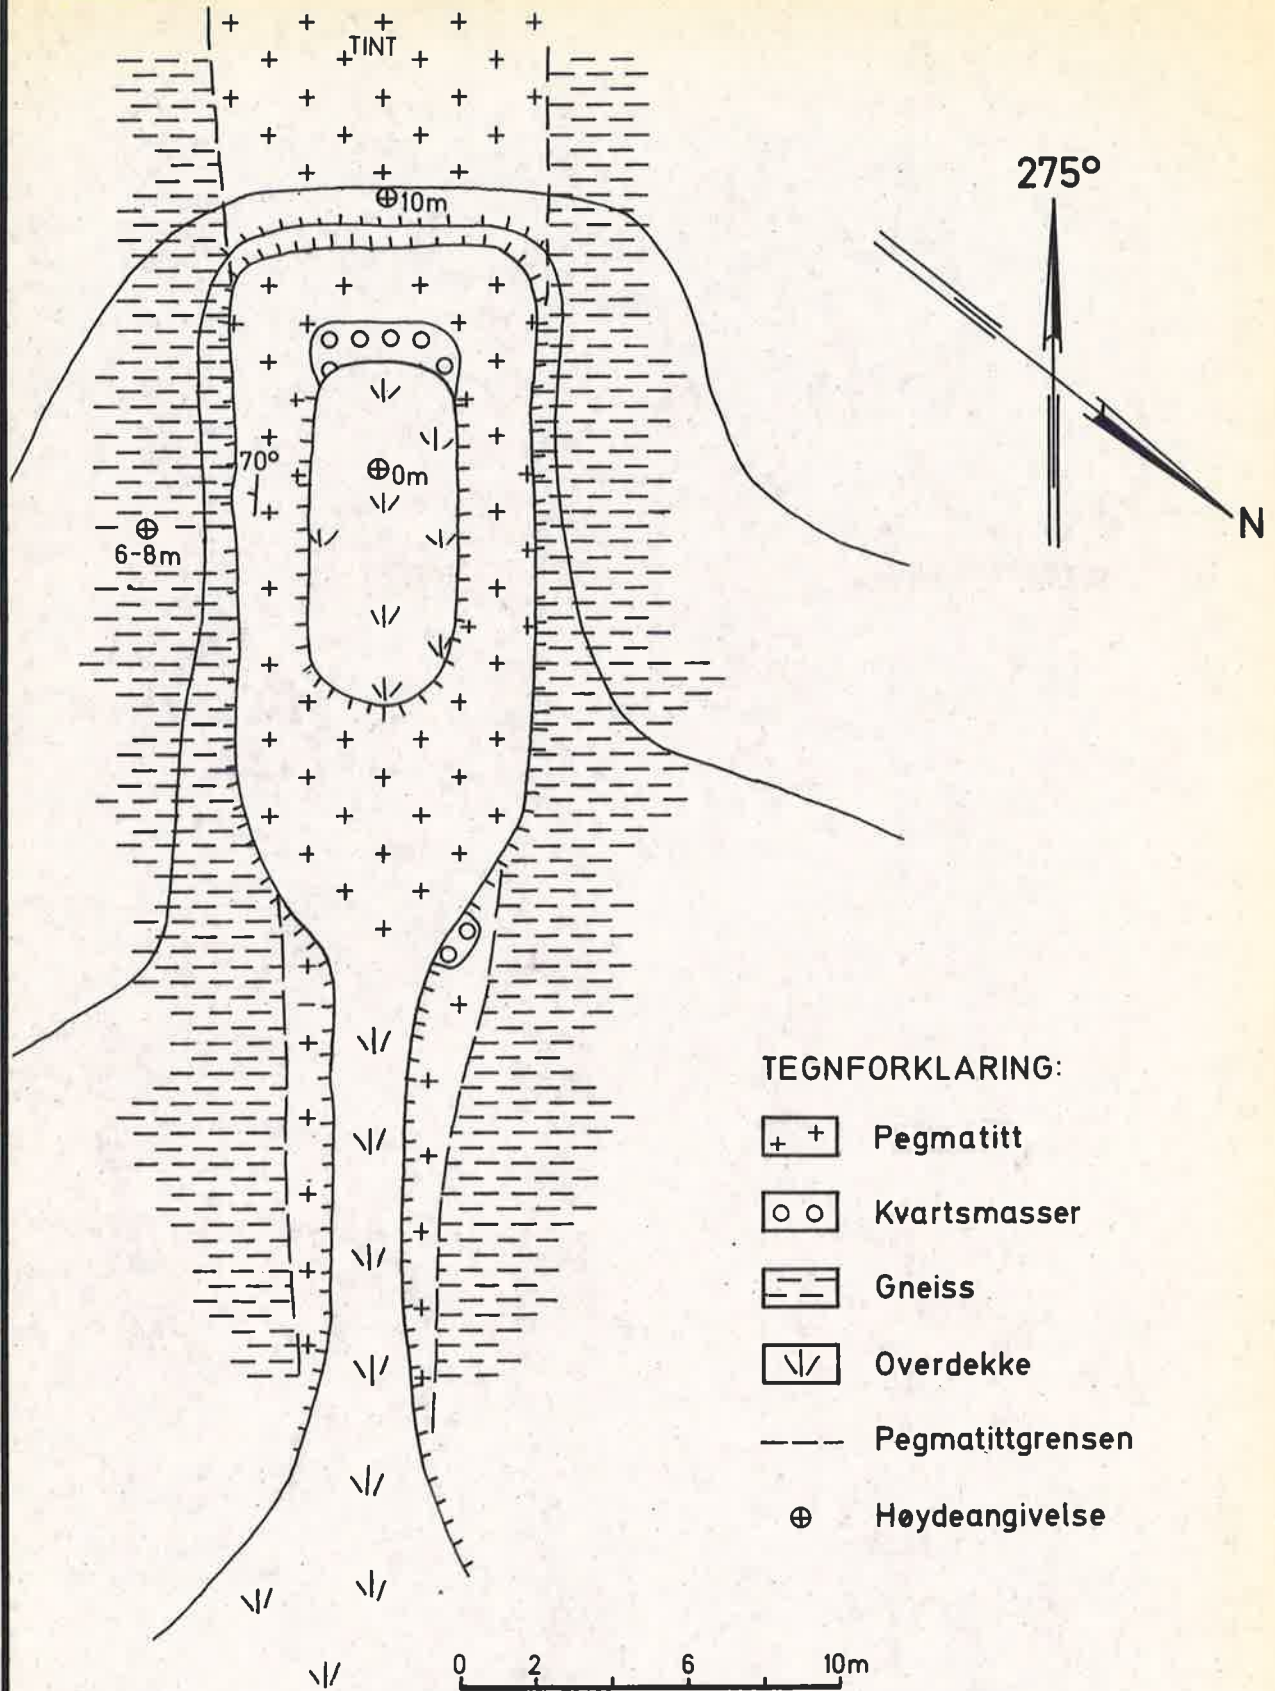 TINT
10m
275°
70°
0m
N
6-8m
TEGNFORKLARING:
Pegmatitt
Kvartsmasser
Gneiss
Overdekke
Pegmatittgrensen
Høydeangivelse
0 2 6 10m